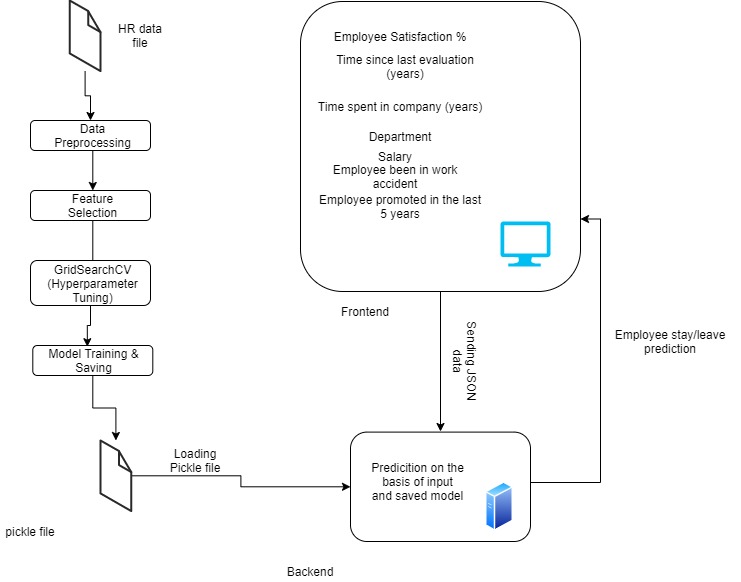 HR data
file
Data
Preprocessing
Feature
Selection
GridSearchCV
(Hyperparameter
Tuning)
Model Training &
Saving
pickle file
Loading
Pickle file
Employee Satisfaction %
Time since last evaluation
(years)
Time spent in company (years)
Department
Salary
Employee been in work
accident
Employee promoted in the last
5 years
Frontend
Sending JSON
data
Predicition on the
basis of input
and saved model
Employee stay/leave
prediction
Backend